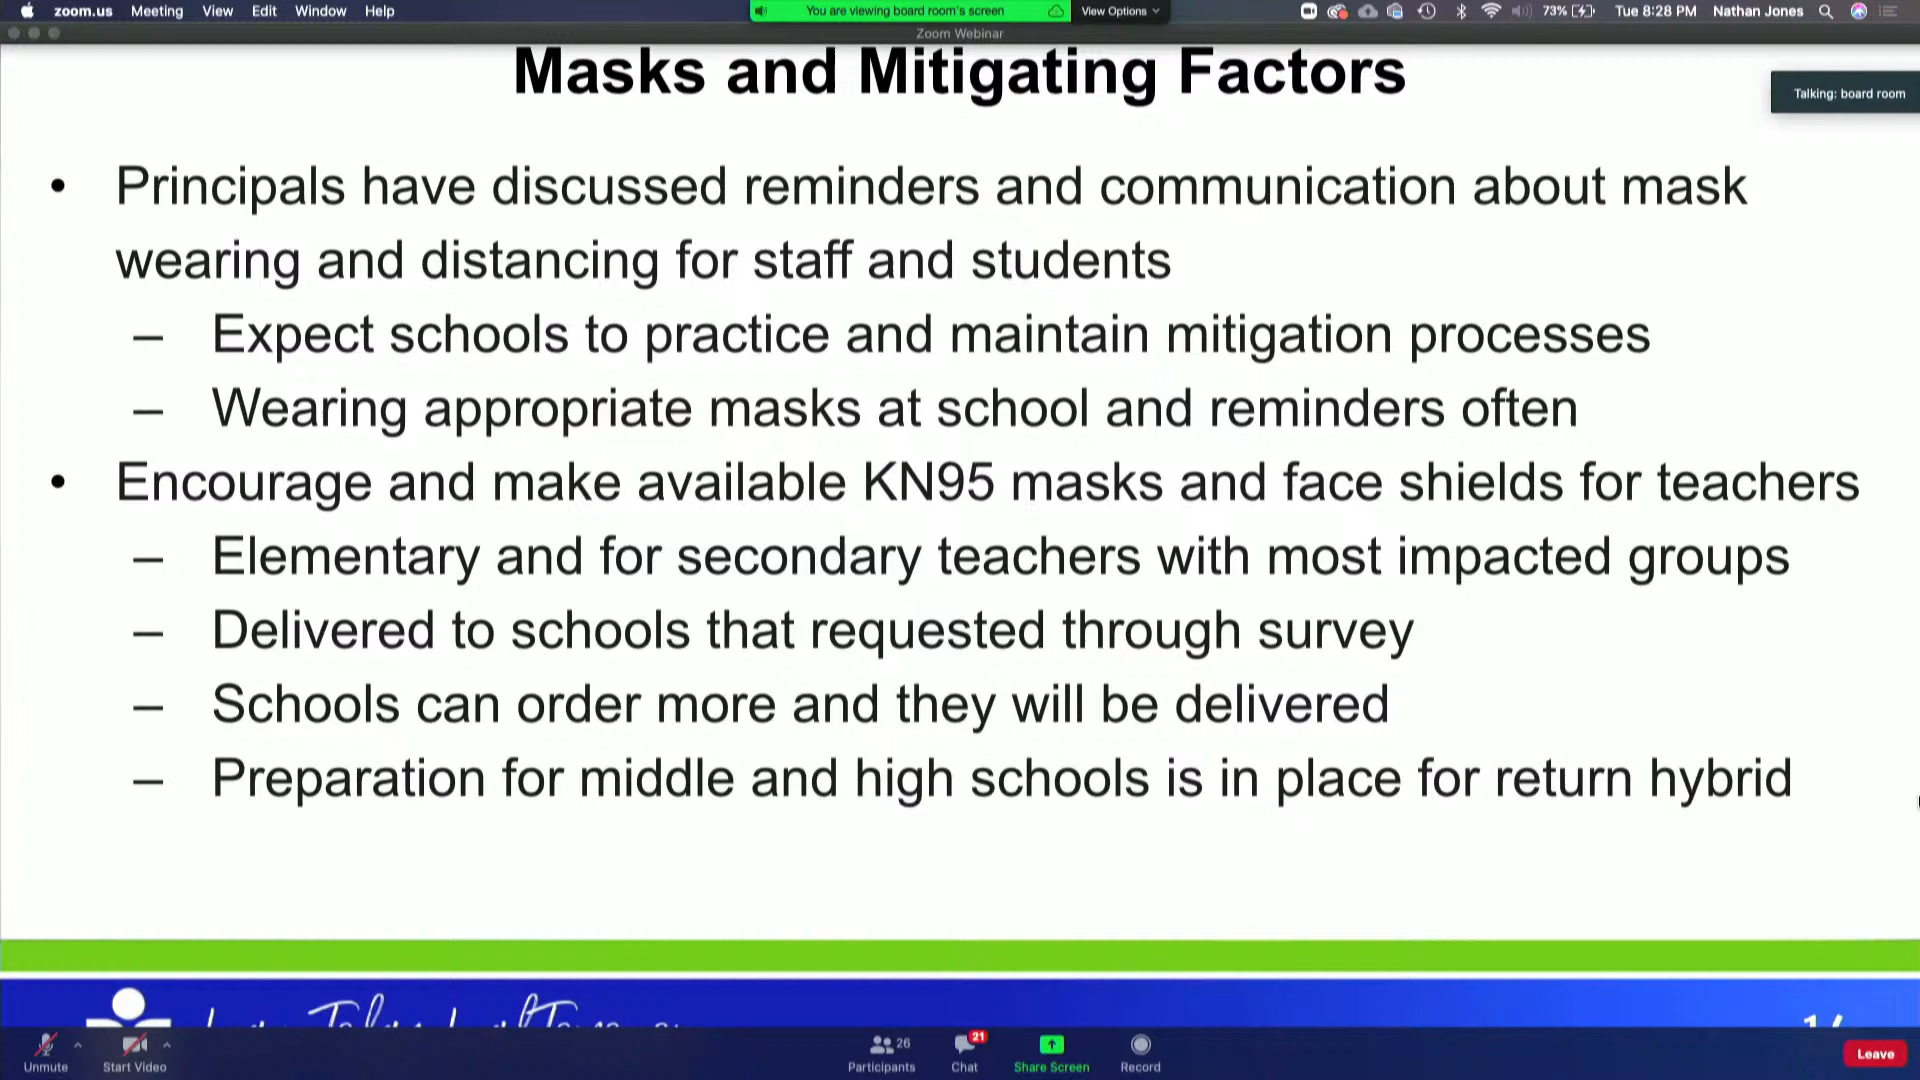 zoom.us Meeting View Edit Window Help You are viewing board room's screen View Options 73% Tue 8:28 PM Nathan Jones
Zoom Webinar
Masks and Mitigating Factors
Talking: board room
• Principals have discussed reminders and communication about mask
wearing and distancing for staff and students
– Expect schools to practice and maintain mitigation processes
– Wearing appropriate masks at school and reminders often
• Encourage and make available KN95 masks and face shields for teachers
– Elementary and for secondary teachers with most impacted groups
– Delivered to schools that requested through survey
– Schools can order more and they will be delivered
– Preparation for middle and high schools is in place for return hybrid
26 21
Unmute Start Video Participants Chat Share Screen Record Leave